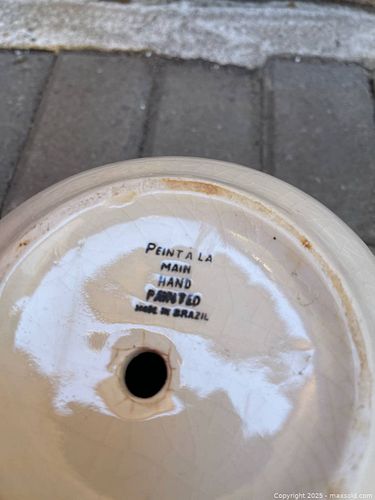 PEINT A LA
MAIN
HAND
PAINTED
MADE IN BRAZIL
Copyright 2025 - maxsold.com